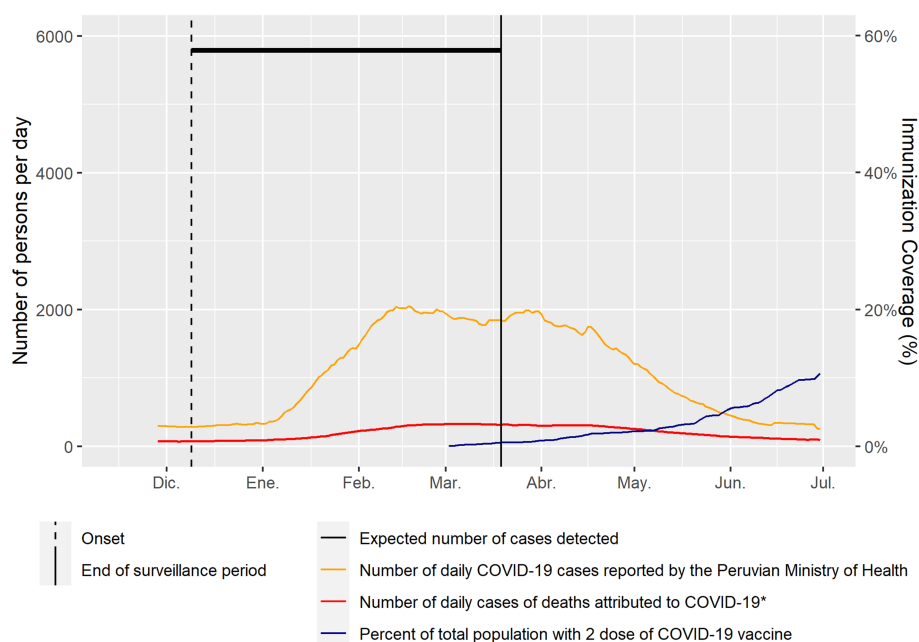 6000
60%
4000
40%
2000
20%
0
0%
Number of persons per day
Immunization Coverage (%)
Dic. Ene. Feb. Mar. Abr. May. Jun. Jul.
Onset
End of surveillance period
Expected number of cases detected
Number of daily COVID-19 cases reported by the Peruvian Ministry of Health
Number of daily cases of deaths attributed to COVID-19*
Percent of total population with 2 dose of COVID-19 vaccine